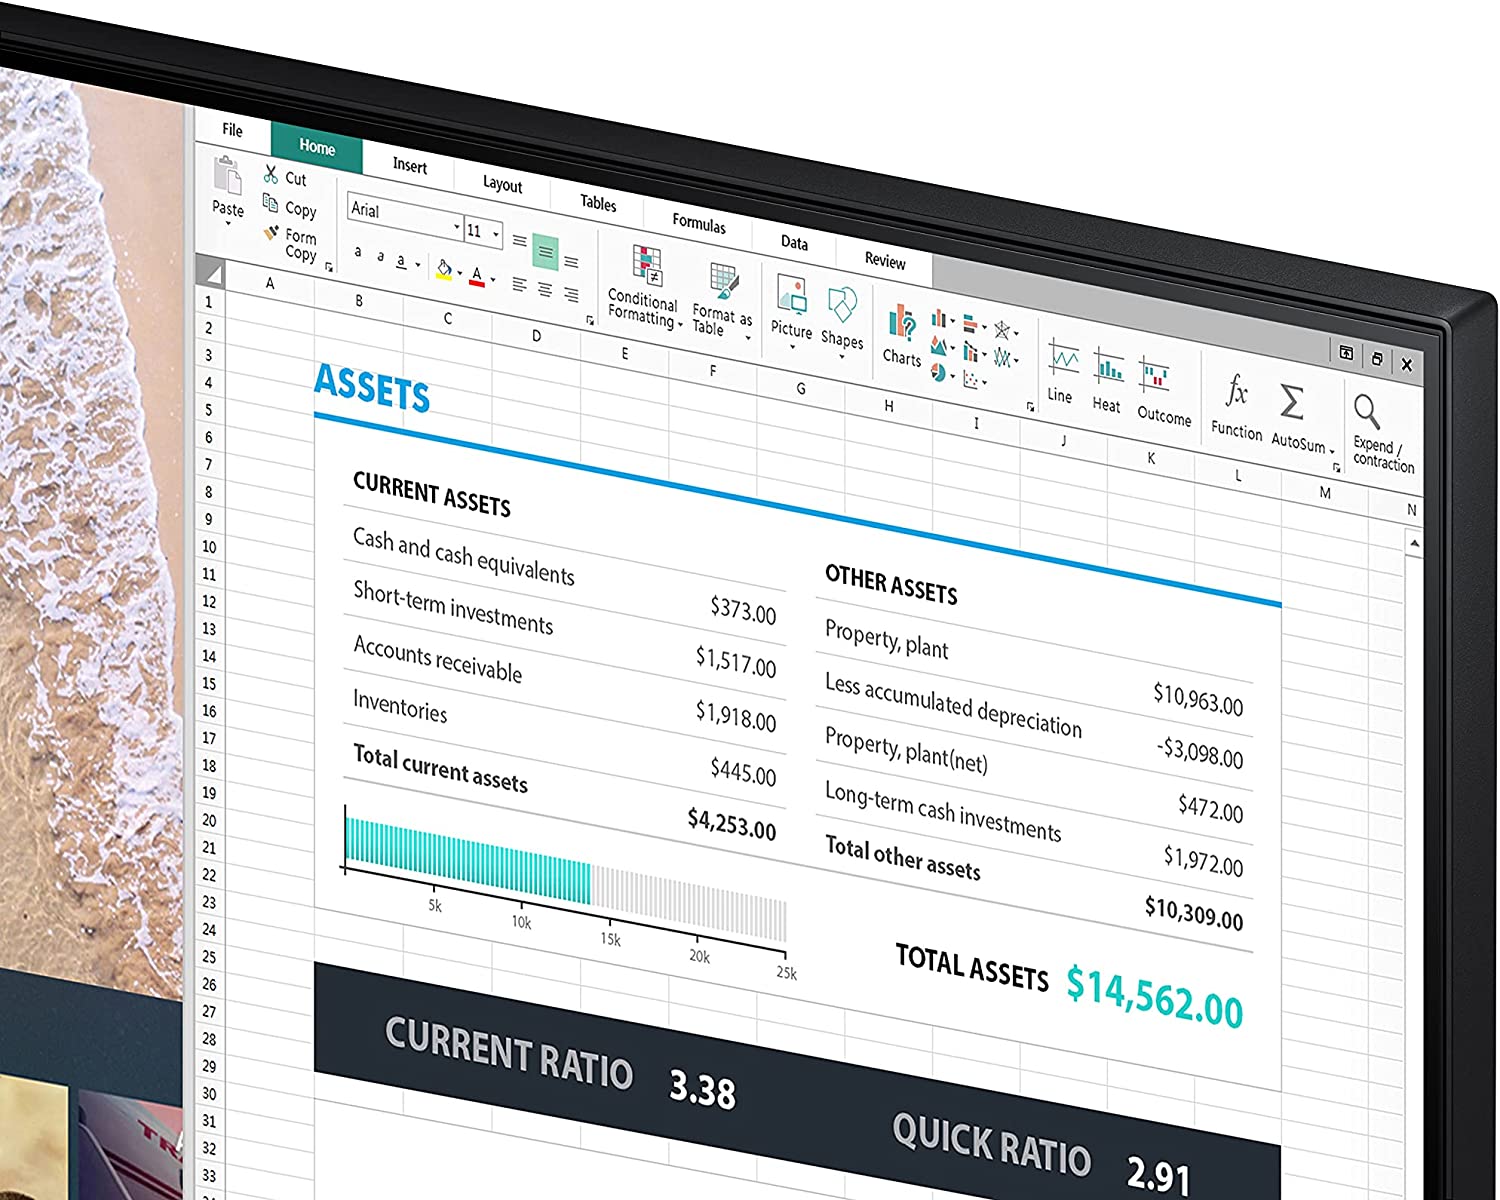 File Home Insert Layout Tables Formulas Data Review
Paste
Cut
Copy
Form
Copy
Arial 11
a a a A
Conditional
Formatting
Format as
Table
Picture
Shapes
Charts
Line
Heat
Outcome
fx
Function
Σ
AutoSum
Expend /
contraction
A B C D E F G H I J K L M N
1
2
3
4
5
6
7
8
9
10
11
12
13
14
15
16
17
18
19
20
21
22
23
24
25
26
27
28
29
30
31
32
33
ASSETS
CURRENT ASSETS
Cash and cash equivalents $373.00
Short-term investments $1,517.00
Accounts receivable $1,918.00
Inventories $445.00
Total current assets $4,253.00
5k 10k 15k 20k 25k
OTHER ASSETS
Property, plant $10,963.00
Less accumulated depreciation -$3,098.00
Property, plant(net) $472.00
Long-term cash investments $1,972.00
Total other assets $10,309.00
TOTAL ASSETS $14,562.00
CURRENT RATIO 3.38
QUICK RATIO 2.91